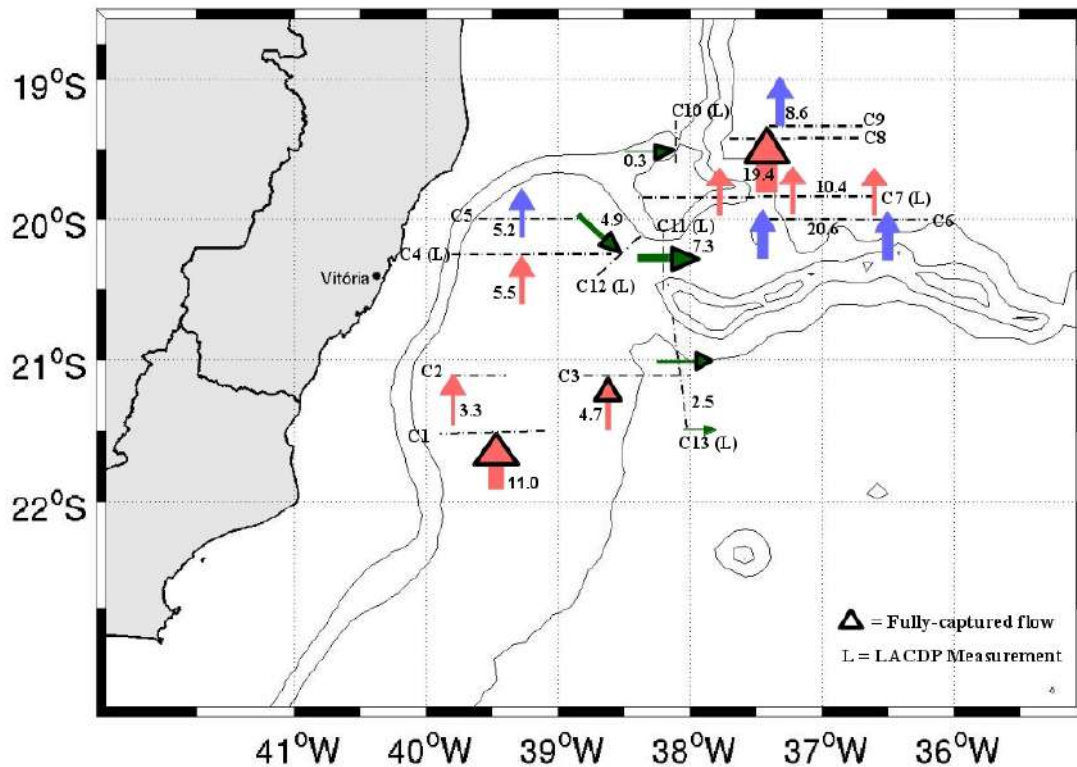 19°S
C10 (L)
8.6
C9
C8
0.3
19.4
10.4
C7 (L)
20°S
C5
4.9
C11 (L)
C6
5.2
20.6
C4 (L)
7.3
Vitória
C12 (L)
5.5
21°S
C2
C3
2.5
3.3
4.7
C1
C13 (L)
11.0
22°S
= Fully-captured flow
L = LACDP Measurement
41°W
40°W
39°W
38°W
37°W
36°W